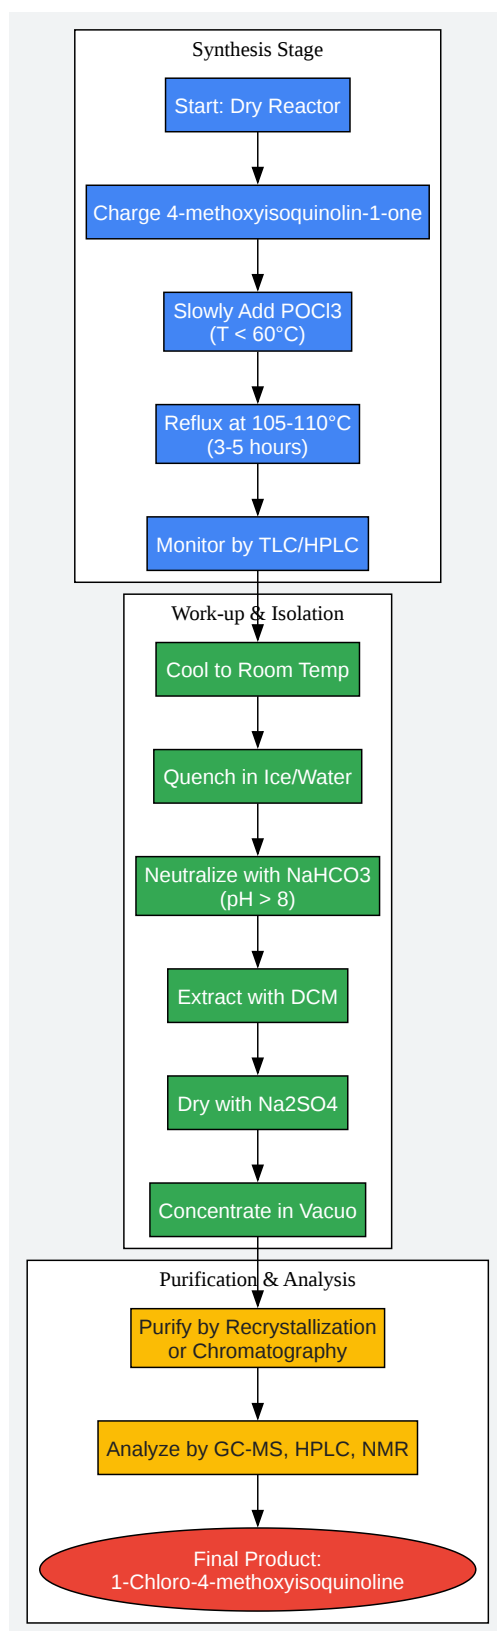 Synthesis Stage
Start: Dry Reactor
Charge 4-methoxyisoquinolin-1-one
Slowly Add POCl3
(T < 60°C)
Reflux at 105-110°C
(3-5 hours)
Monitor by TLC/HPLC
Work-up & Isolation
Cool to Room Temp
Quench in Ice/Water
Neutralize with NaHCO3
(pH > 8)
Extract with DCM
Dry with Na2SO4
Concentrate in Vacuo
Purification & Analysis
Purify by Recrystallization
or Chromatography
Analyze by GC-MS, HPLC, NMR
Final Product:
1-Chloro-4-methoxyisoquinoline